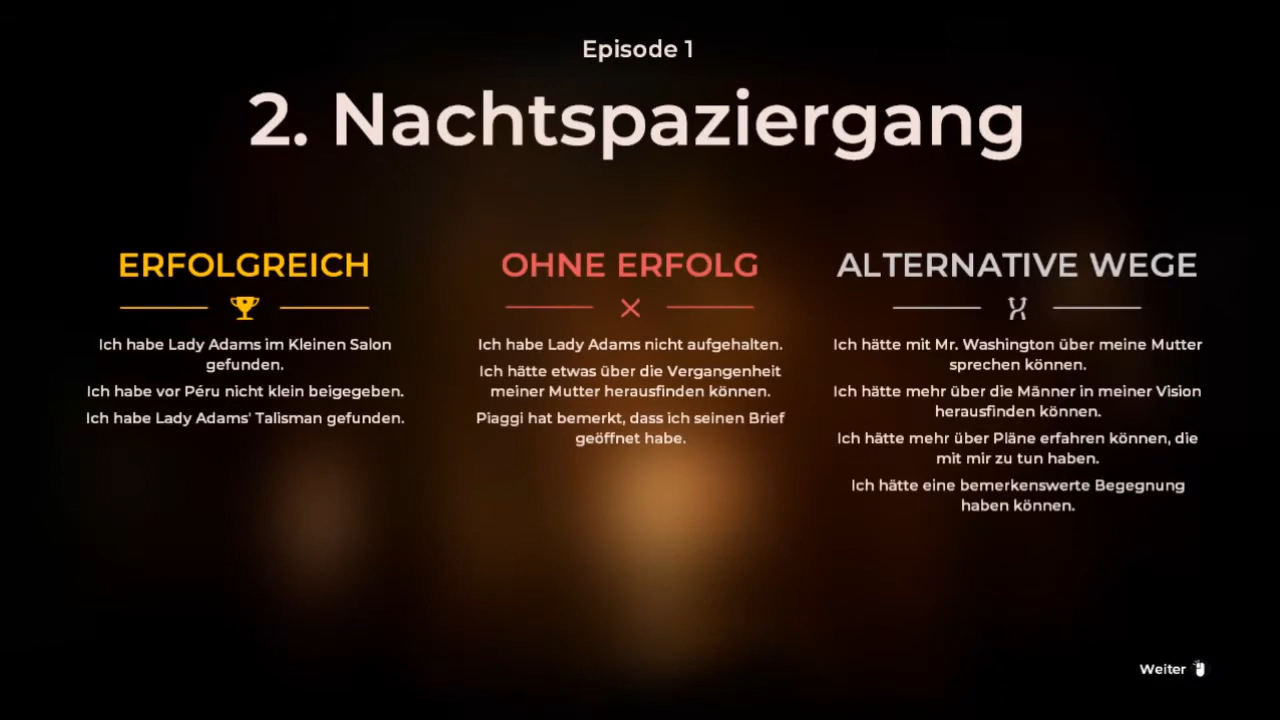 Episode 1
2. Nachtspaziergang
ERFOLGREICH
Ich habe Lady Adams im Kleinen Salon
gefunden.
Ich habe vor Péru nicht klein beigegeben.
Ich habe Lady Adams' Talisman gefunden.
OHNE ERFOLG
Ich habe Lady Adams nicht aufgehalten.
Ich hätte etwas über die Vergangenheit
meiner Mutter herausfinden können.
Piaggi hat bemerkt, dass ich seinen Brief
geöffnet habe.
ALTERNATIVE WEGE
Ich hätte mit Mr. Washington über meine Mutter
sprechen können.
Ich hätte mehr über die Männer in meiner Vision
herausfinden können.
Ich hätte mehr über Pläne erfahren können, die
mit mir zu tun haben.
Ich hätte eine bemerkenswerte Begegnung
haben können.
Weiter